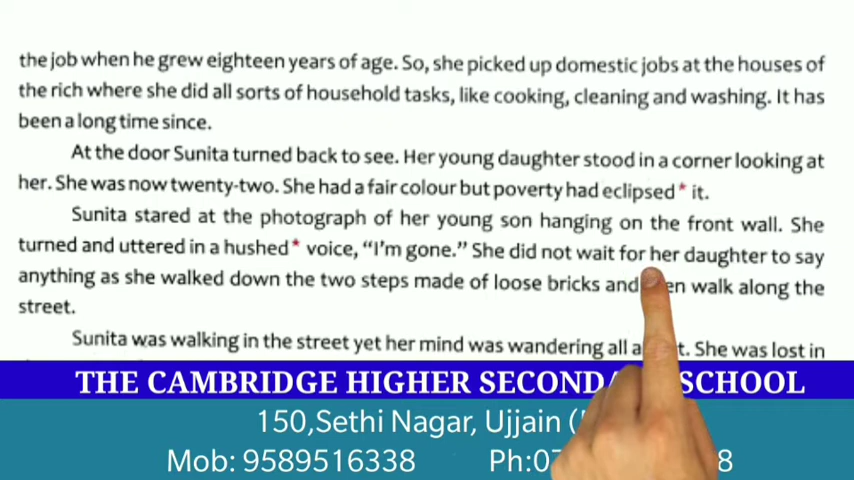 the job when he grew eighteen years of age. So, she picked up domestic jobs at the houses of
the rich where she did all sorts of household tasks, like cooking, cleaning and washing. It has
been a long time since.
At the door Sunita turned back to see. Her young daughter stood in a corner looking at
her. She was now twenty-two. She had a fair colour but poverty had eclipsed* it.
Sunita stared at the photograph of her young son hanging on the front wall. She
turned and uttered in a hushed* voice, “I’m gone.” She did not wait for her daughter to say
anything as she walked down the two steps made of loose bricks and walk along the
street.
Sunita was walking in the street yet her mind was wandering all She was lost in
THE CAMBRIDGE HIGHER SCHOOL
150,Sethi Nagar, Ujjain
Mob: 9589516338 Ph: